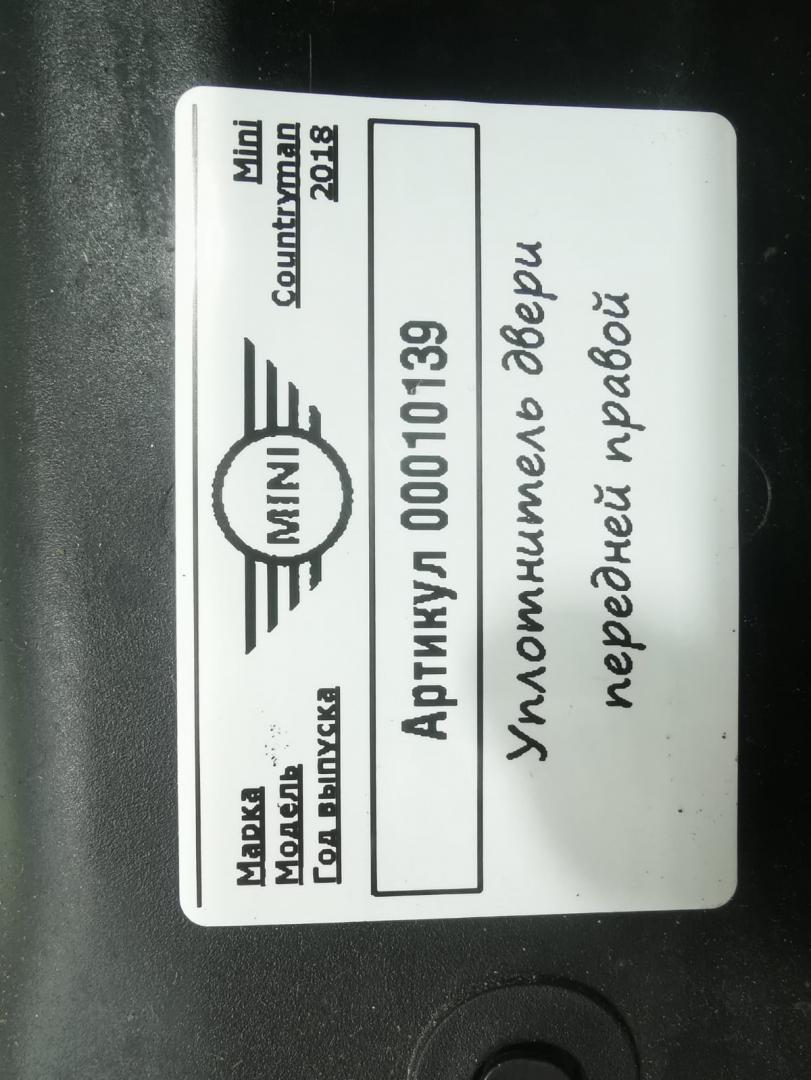 Марка Mini
Модель Countryman
Год выпуска 2018
MINI
Артикул 00010139
Уплотнитель двери
передней правой